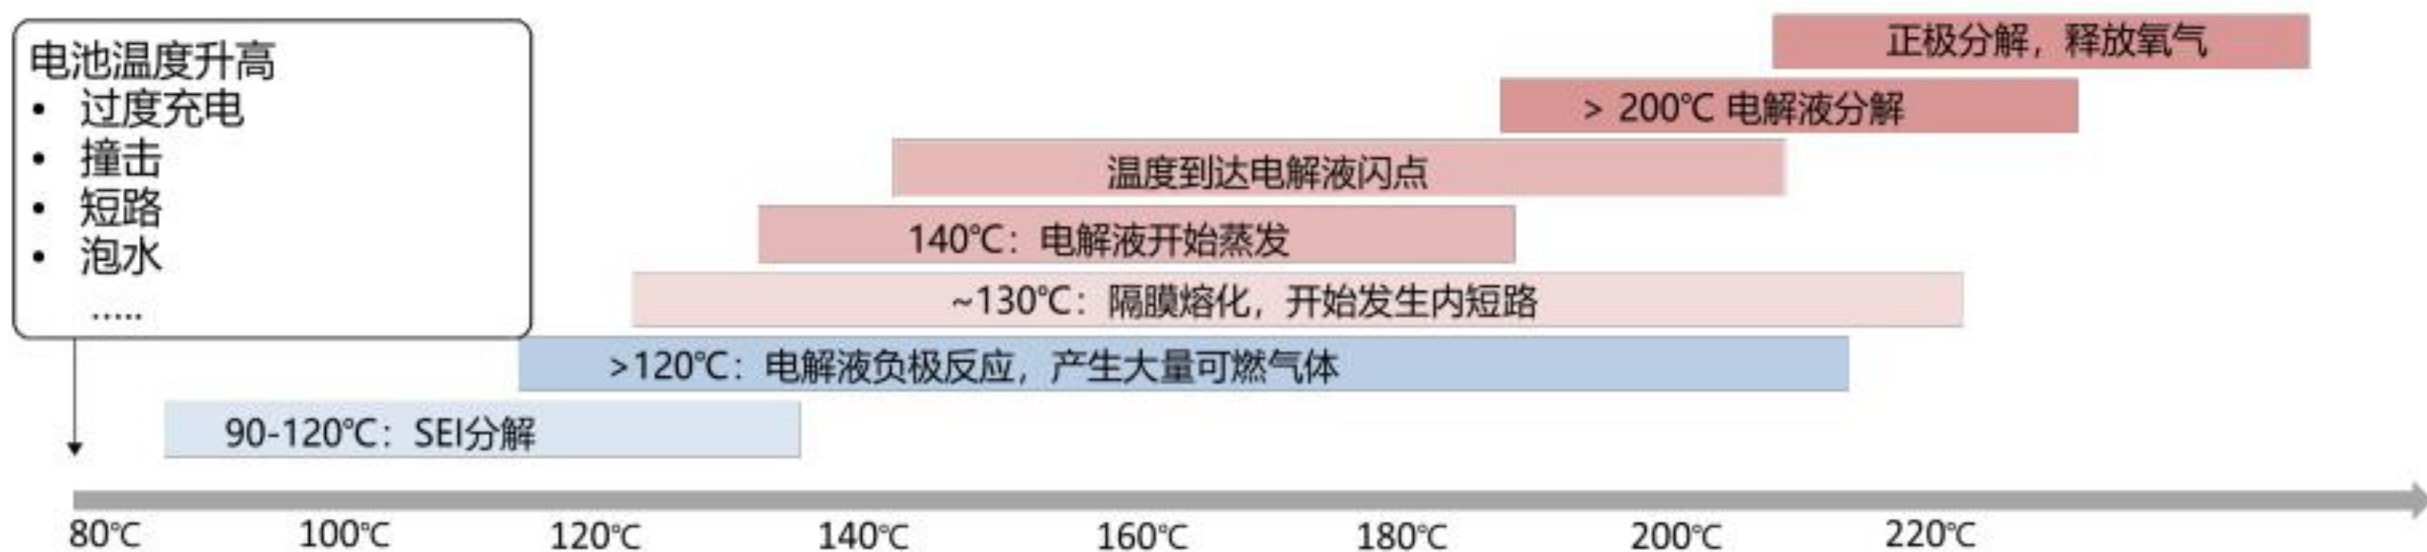 电池温度升高
• 过度充电
• 撞击
• 短路
• 泡水
.....
正极分解，释放氧气
> 200℃ 电解液分解
温度到达电解液闪点
140℃：电解液开始蒸发
~130℃：隔膜熔化，开始发生内短路
>120℃：电解液负极反应，产生大量可燃气体
90-120℃：SEI分解
80℃ 100℃ 120℃ 140℃ 160℃ 180℃ 200℃ 220℃